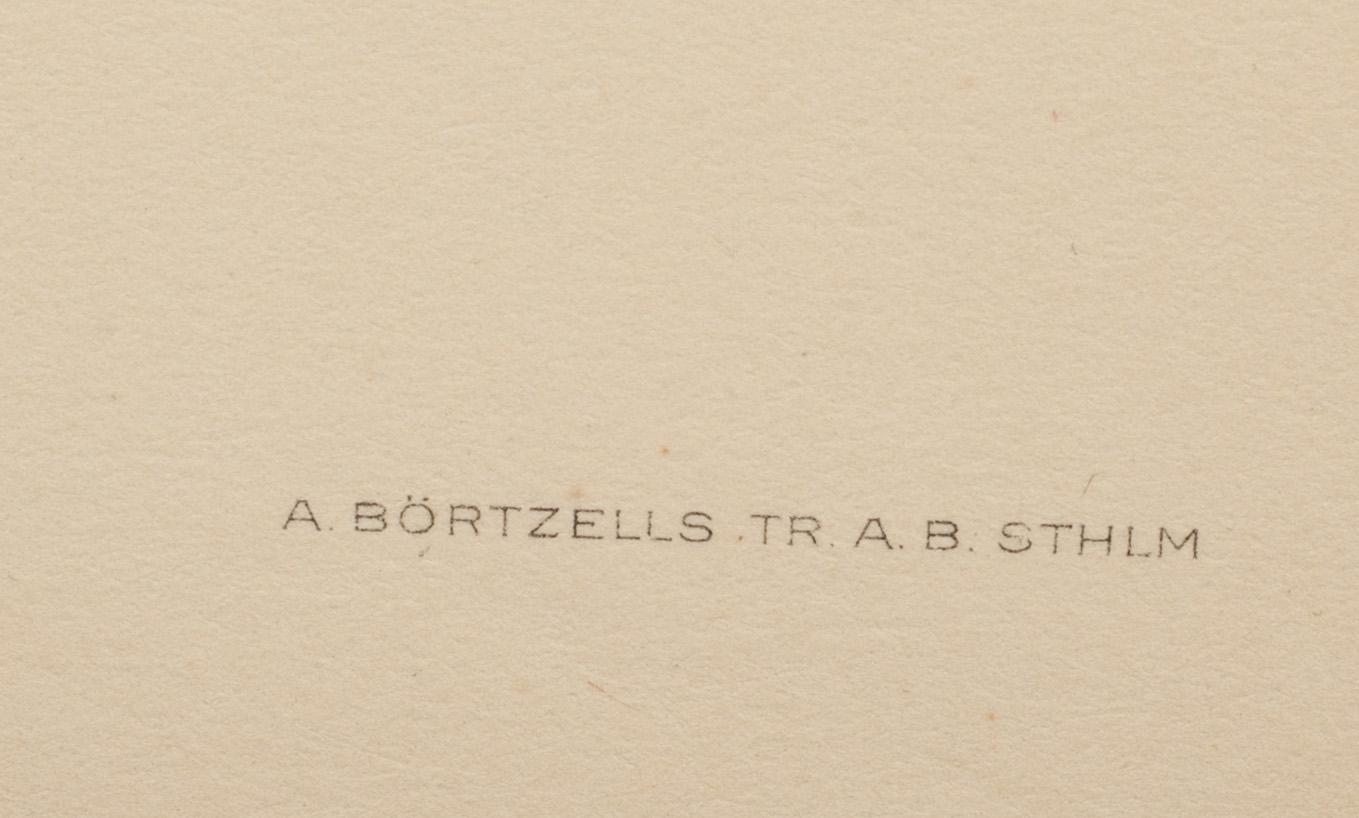 A. BÖRTZELLS TR. A. B. STHLM